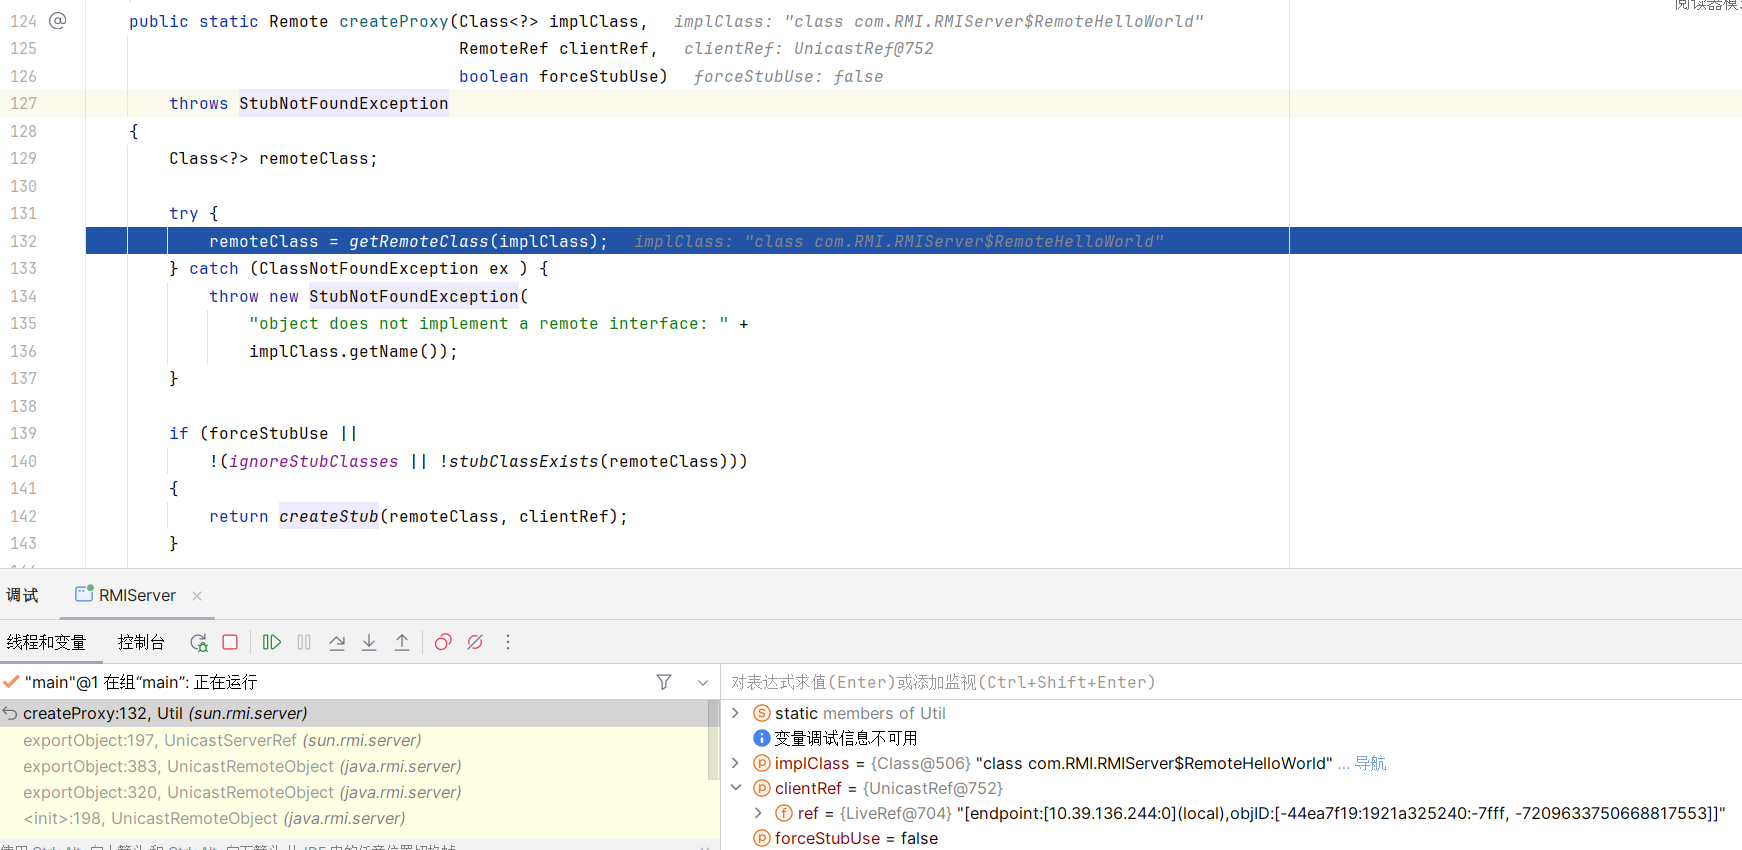 阅读器模
124 @ public static Remote createProxy(Class<?> implClass,   implClass: "class com.RMI.RMIServer$RemoteHelloWorld"
125 RemoteRef clientRef,   clientRef: UnicastRef@752
126 boolean forceStubUse)   forceStubUse: false
127 throws StubNotFoundException
128 {
129 Class<?> remoteClass;
130
131 try {
132 remoteClass = getRemoteClass(implClass);   implClass: "class com.RMI.RMIServer$RemoteHelloWorld"
133 } catch (ClassNotFoundException ex ) {
134 throw new StubNotFoundException(
135 "object does not implement a remote interface: " +
136 implClass.getName());
137 }
138
139 if (forceStubUse ||
140 !(ignoreStubClasses || !stubClassExists(remoteClass)))
141 {
142 return createStub(remoteClass, clientRef);
143 }
调试 RMIServer ×
线程和变量 控制台
"main"@1 在组“main”: 正在运行
createProxy:132, Util (sun.rmi.server)
exportObject:197, UnicastServerRef (sun.rmi.server)
exportObject:383, UnicastRemoteObject (java.rmi.server)
exportObject:320, UnicastRemoteObject (java.rmi.server)
<init>:198, UnicastRemoteObject (java.rmi.server)
对表达式求值(Enter)或添加监视(Ctrl+Shift+Enter)
static members of Util
变量调试信息不可用
implClass = {Class@506} "class com.RMI.RMIServer$RemoteHelloWorld" ... 导航
clientRef = {UnicastRef@752}
ref = {LiveRef@704} "[endpoint:[10.39.136.244:0](local),objID:[-44ea7f19:1921a325240:-7fff, -7209633750668817553]]"
forceStubUse = false